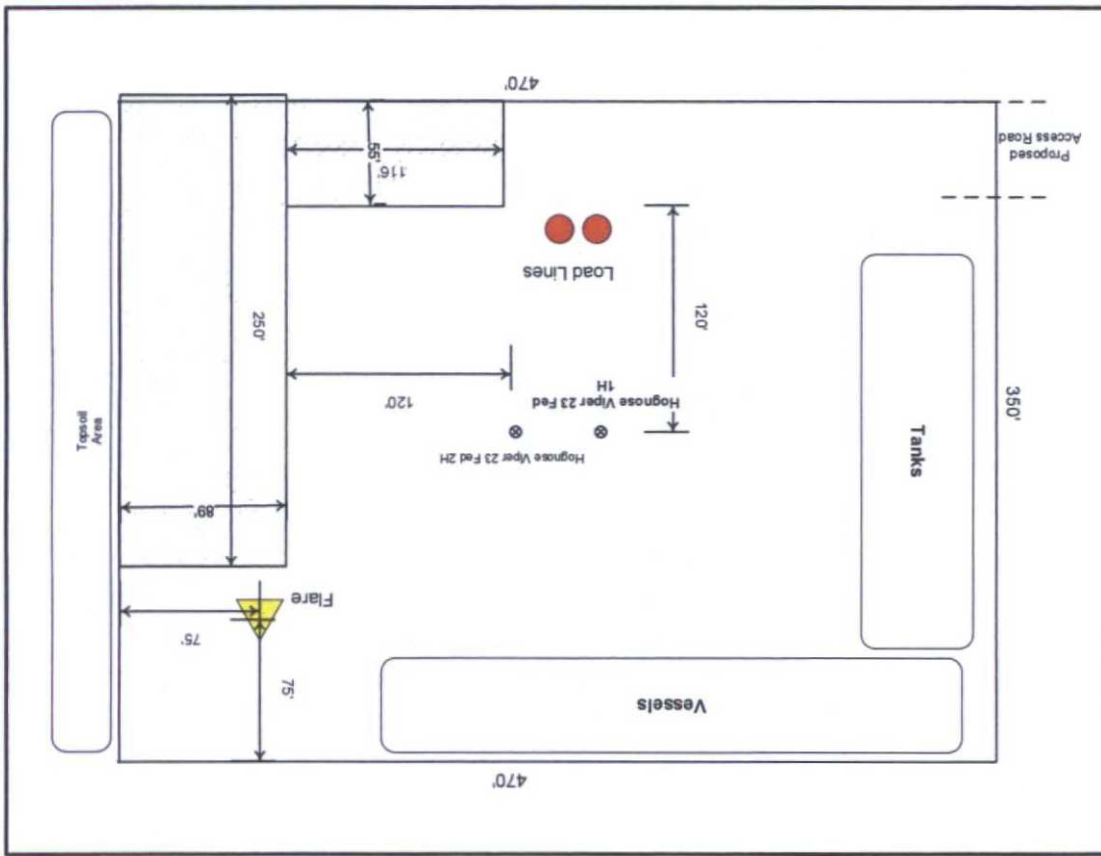 470'
Proposed
Access Road
55'
116'
Load Lines
120'
250'
350'
120'
Hognose Viper 23 Fed
1H
Hognose Viper 23 Fed 2H
Topsoil
Area
Tanks
89'
Flare
75'
75'
Vessels
470'